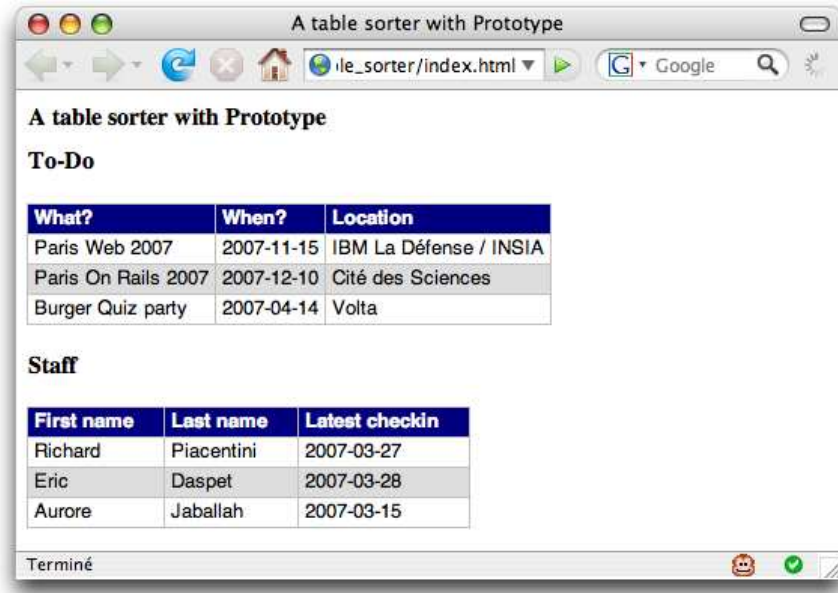 A table sorter with Prototype
le_sorter/index.html
G Google
A table sorter with Prototype
To-Do
What? When? Location
Paris Web 2007 2007-11-15 IBM La Défense / INSIA
Paris On Rails 2007 2007-12-10 Cité des Sciences
Burger Quiz party 2007-04-14 Volta
Staff
First name Last name Latest checkin
Richard Piacentini 2007-03-27
Eric Daspet 2007-03-28
Aurore Jaballah 2007-03-15
Terminé